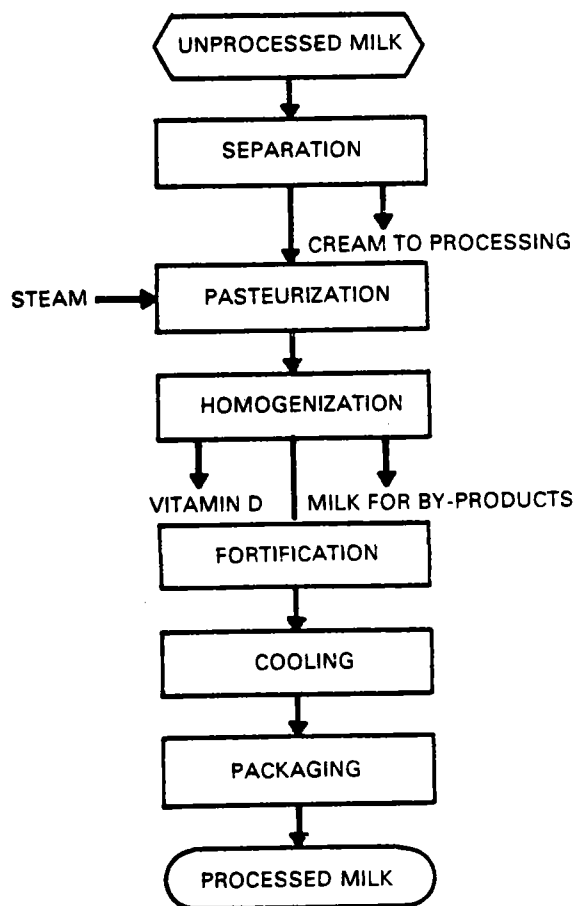 UNPROCESSED MILK
SEPARATION
CREAM TO PROCESSING
STEAM
PASTEURIZATION
HOMOGENIZATION
VITAMIN D
MILK FOR BY-PRODUCTS
FORTIFICATION
COOLING
PACKAGING
PROCESSED MILK